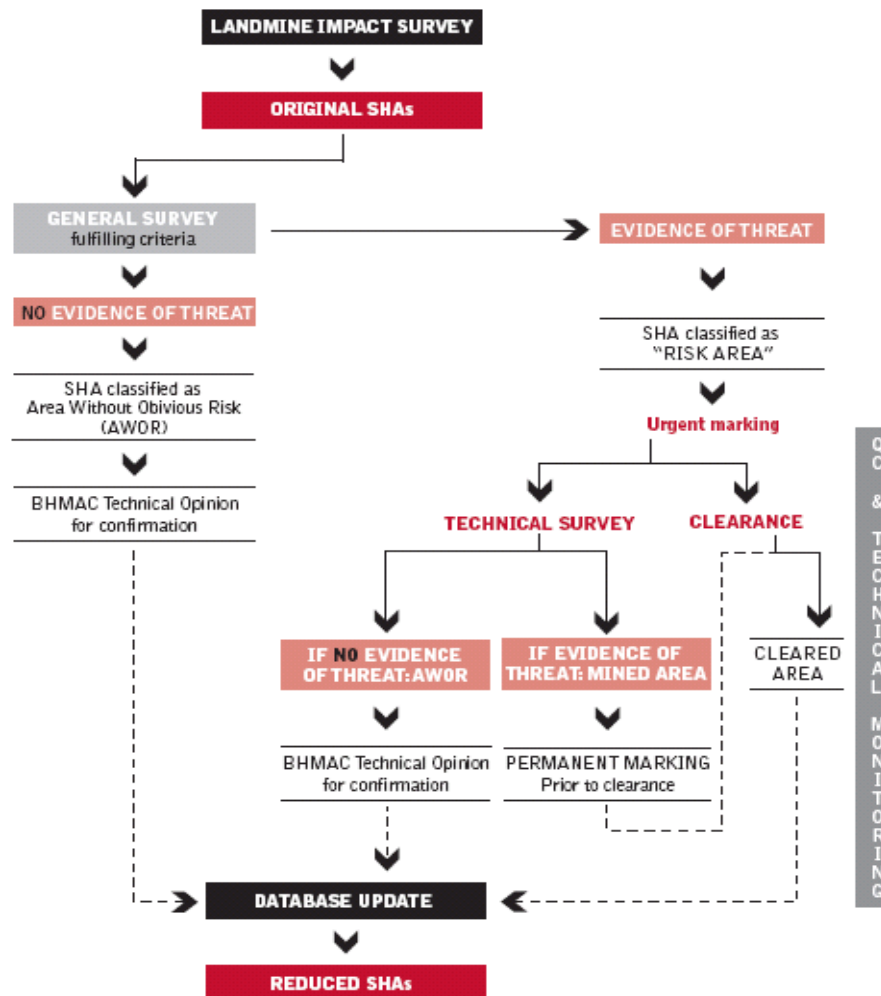 LANDMINE IMPACT SURVEY
ORIGINAL SHAs
GENERAL SURVEY
fulfilling criteria
EVIDENCE OF THREAT
NO EVIDENCE OF THREAT
SHA classified as
"RISK AREA"
SHA classified as
Area Without Obivious Risk
(AWOR)
Urgent marking
BHMAC Technical Opinion
for confirmation
TECHNICAL SURVEY
CLEARANCE
IF NO EVIDENCE
OF THREAT: AWOR
IF EVIDENCE OF
THREAT: MINED AREA
CLEARED
AREA
BHMAC Technical Opinion
for confirmation
PERMANENT MARKING
Prior to clearance
DATABASE UPDATE
REDUCED SHAs
QC & TECHNICAL MONITORING